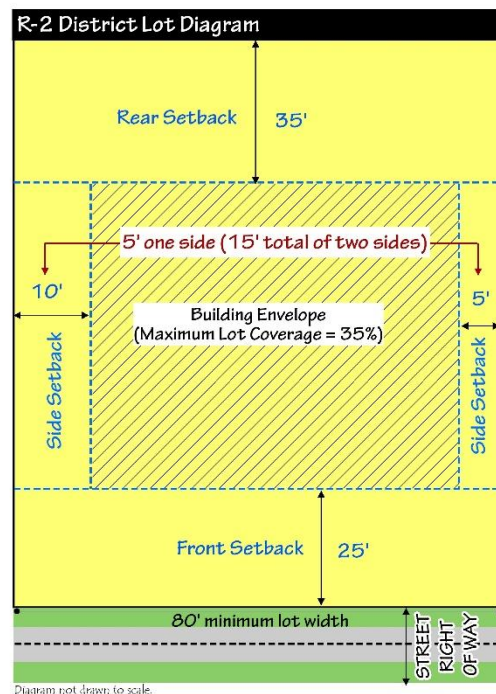 R-2 District Lot Diagram
Rear Setback
35'
5' one side (15' total of two sides)
10'
5'
Building Envelope
(Maximum Lot Coverage = 35%)
Side Setback
Side Setback
Front Setback
25'
80' minimum lot width
STREET
RIGHT
OF WAY
Diagram not drawn to scale.